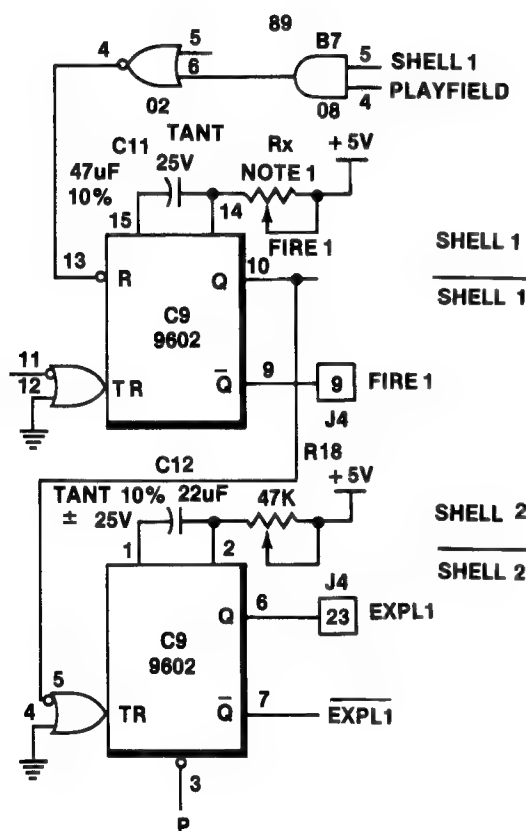 89
4
5
6
B7
5 SHELL 1
4 PLAYFIELD
02
08
TANT
C11
25V
47uF
10%
Rx
NOTE 1
+5V
15
14
FIRE 1
13
R
Q
10
SHELL 1
SHELL 1
C9
9602
11
12
TR
Q
9
9
FIRE 1
J4
R18
C12
TANT 10% 22uF
± 25V
47K
+5V
1
2
SHELL 2
SHELL 2
Q
6
J4
23
EXPL1
C9
9602
5
4
TR
Q
7
EXPL1
3
P